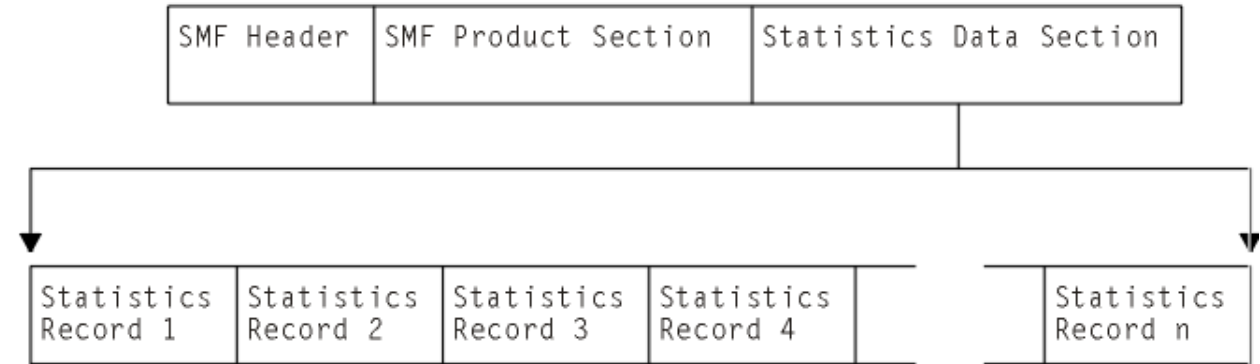 SMF Header
SMF Product Section
Statistics Data Section
Statistics
Record 1
Statistics
Record 2
Statistics
Record 3
Statistics
Record 4
Statistics
Record n